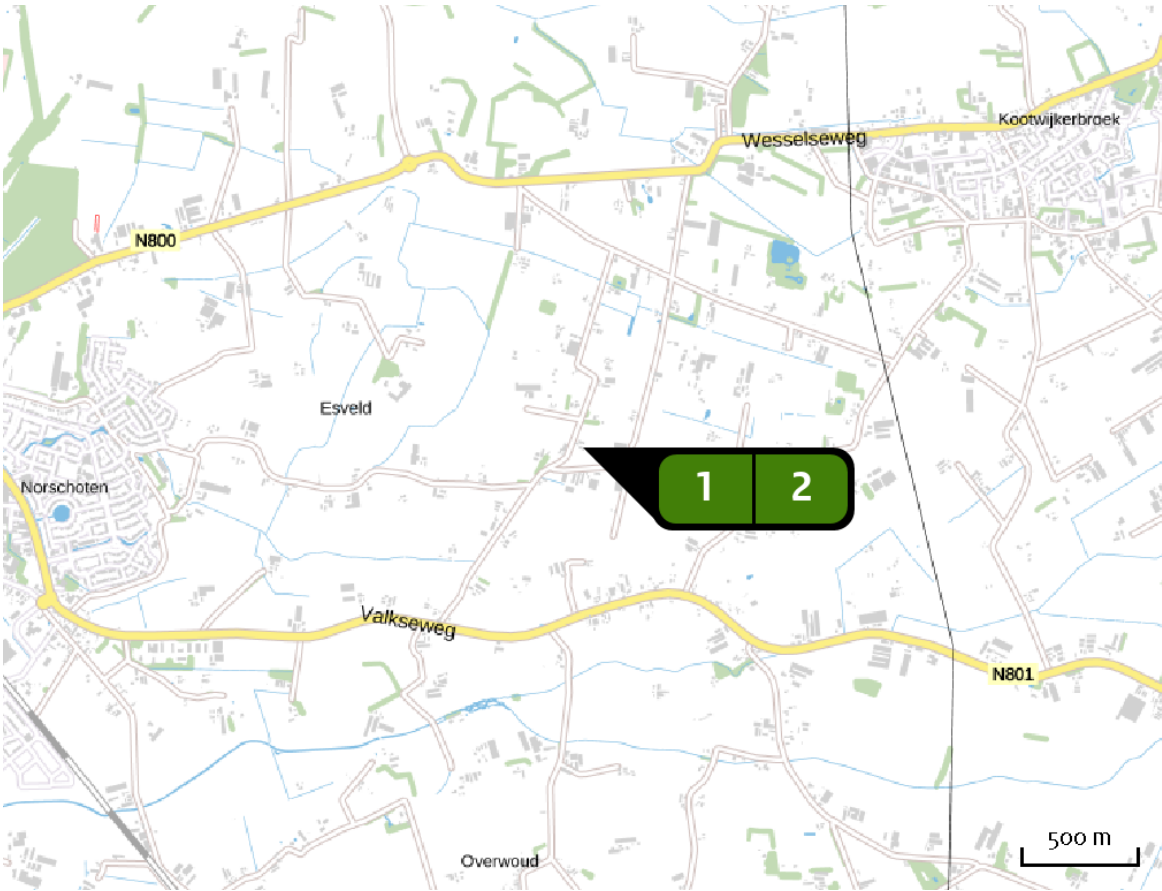 Kootwijkerbroek
Wesselseweg
N800
Esveld
Norschoten
1 2
Valkseweg
N801
500 m
Overwoud